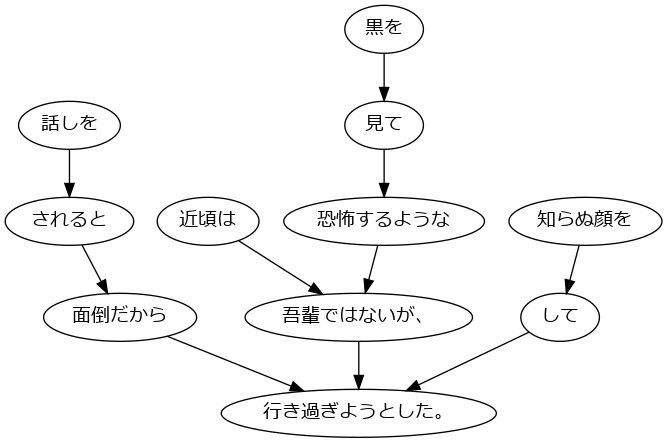 黒を
話しを
見て
されると
近頃は
恐怖するような
知らぬ顔を
面倒だから
吾輩ではないが、
して
行き過ぎようとした。